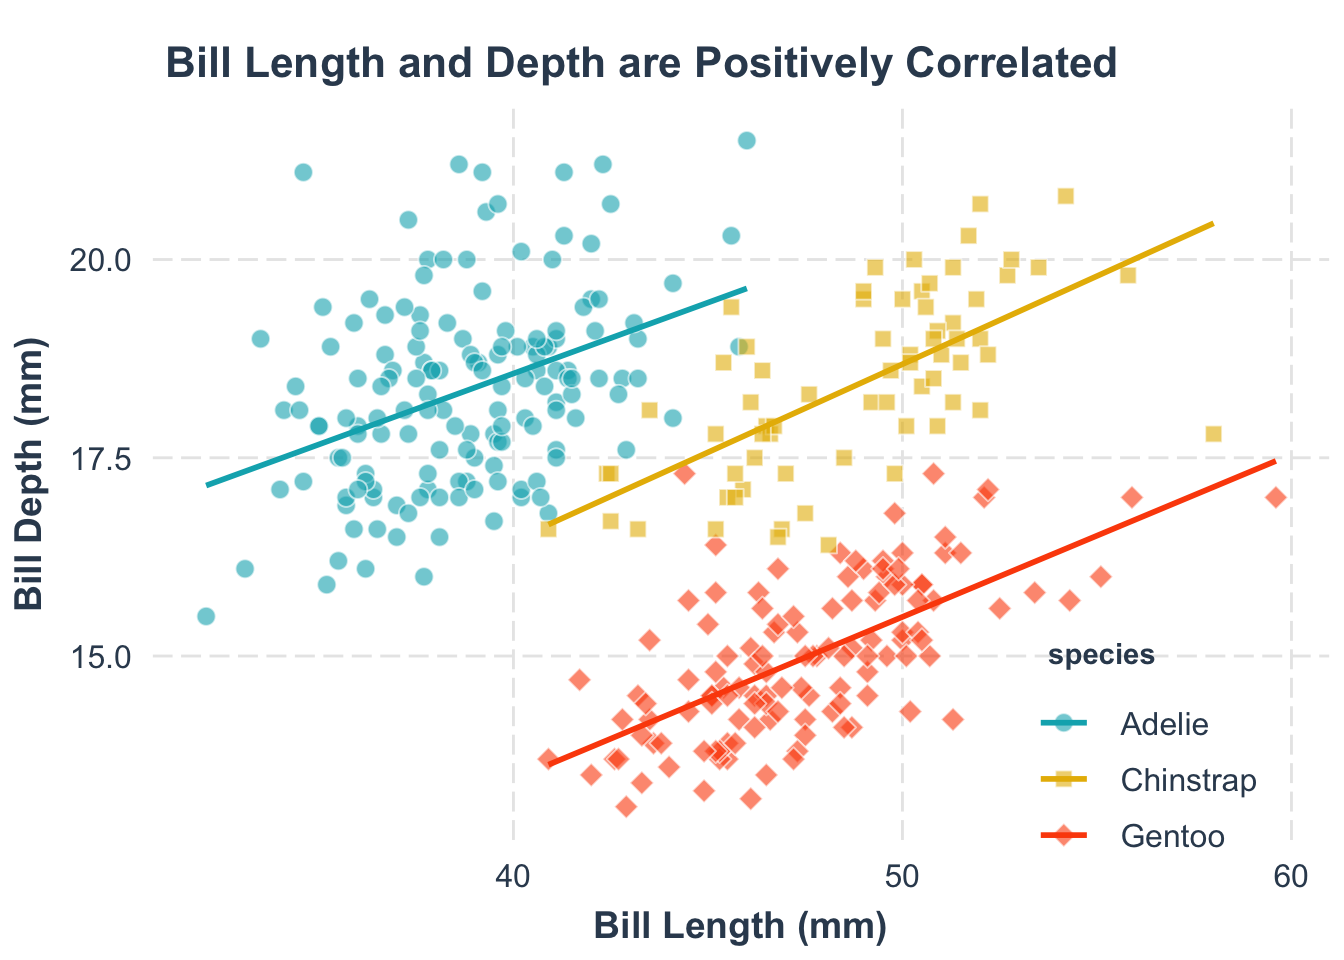 Bill Length and Depth are Positively Correlated
Bill Depth (mm)
20.0
17.5
15.0
species
Adelie
Chinstrap
Gentoo
40
50
60
Bill Length (mm)